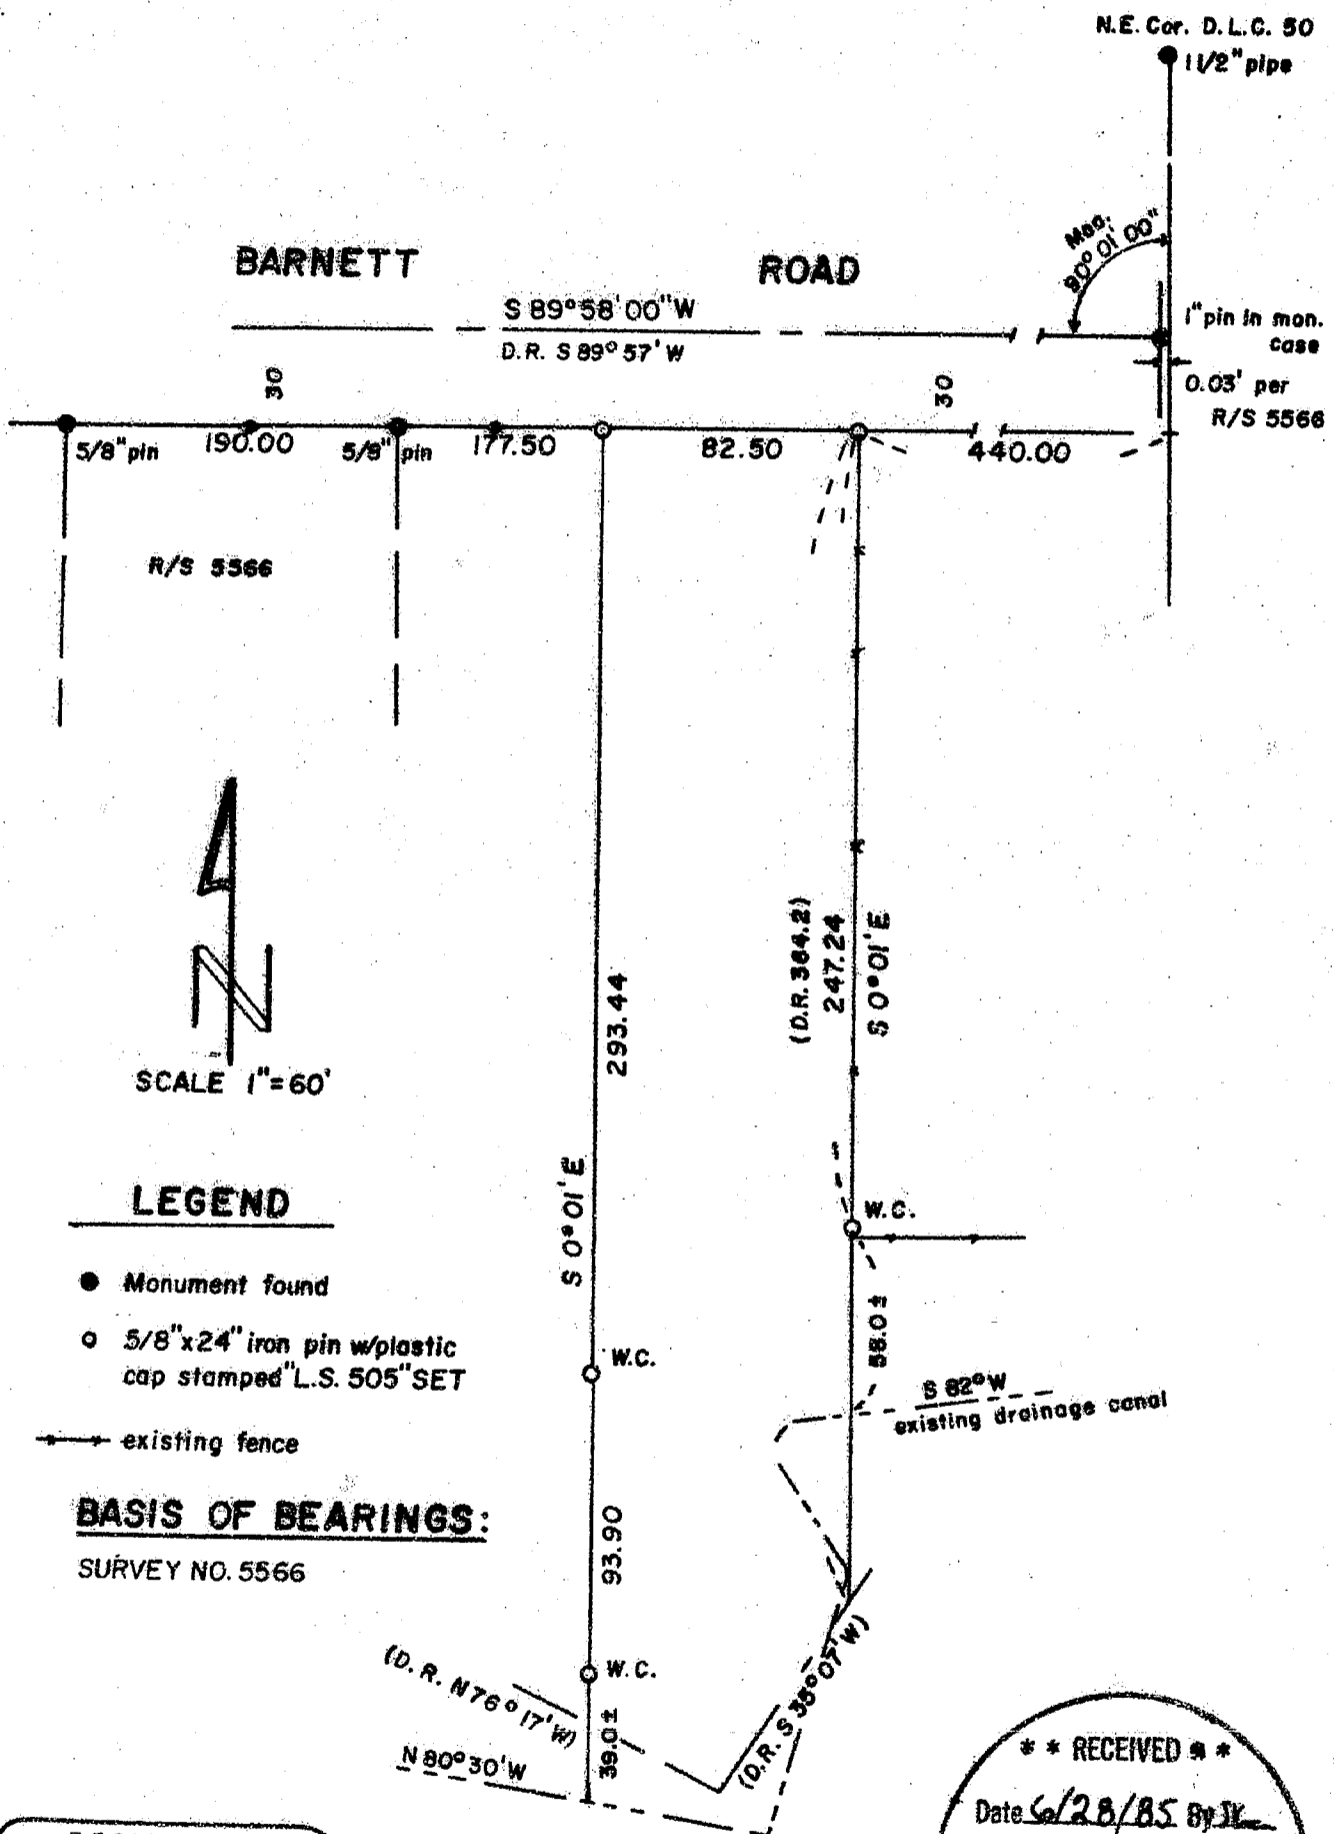 N.E. Cor. D.L.C. 50
1 1/2" pipe
Mea.
90° 01' 00"
BARNETT ROAD
S 89° 58' 00" W
D.R. S 89° 57' W
1" pin in mon.
case
0.03' per
R/S 5566
30
30
5/8" pin
190.00
5/8" pin
177.50
82.50
440.00
R/S 5566
N
SCALE 1"=60'
(D.R. 384.2)
247.24
S 0° 01' E
293.44
S 0° 01' E
LEGEND
Monument found
5/8"x24" iron pin w/plastic
cap stamped "L.S. 505" SET
existing fence
W.C.
58.0±
W.C.
S 82° W
existing drainage canal
BASIS OF BEARINGS:
SURVEY NO. 5566
93.90
W.C.
39.0±
(D.R. N 76° 17' W)
N 80° 30' W
(D.R. S 35° 07' W)
* * RECEIVED * *
Date 6/28/85 By